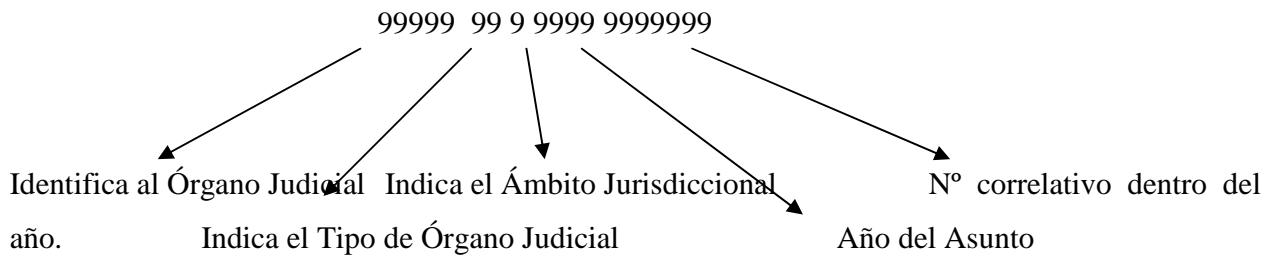 99999 99 9 9999 9999999
Identifica al Órgano Judicial Indica el Ámbito Jurisdiccional Nº correlativo dentro del
año. Indica el Tipo de Órgano Judicial Año del Asunto